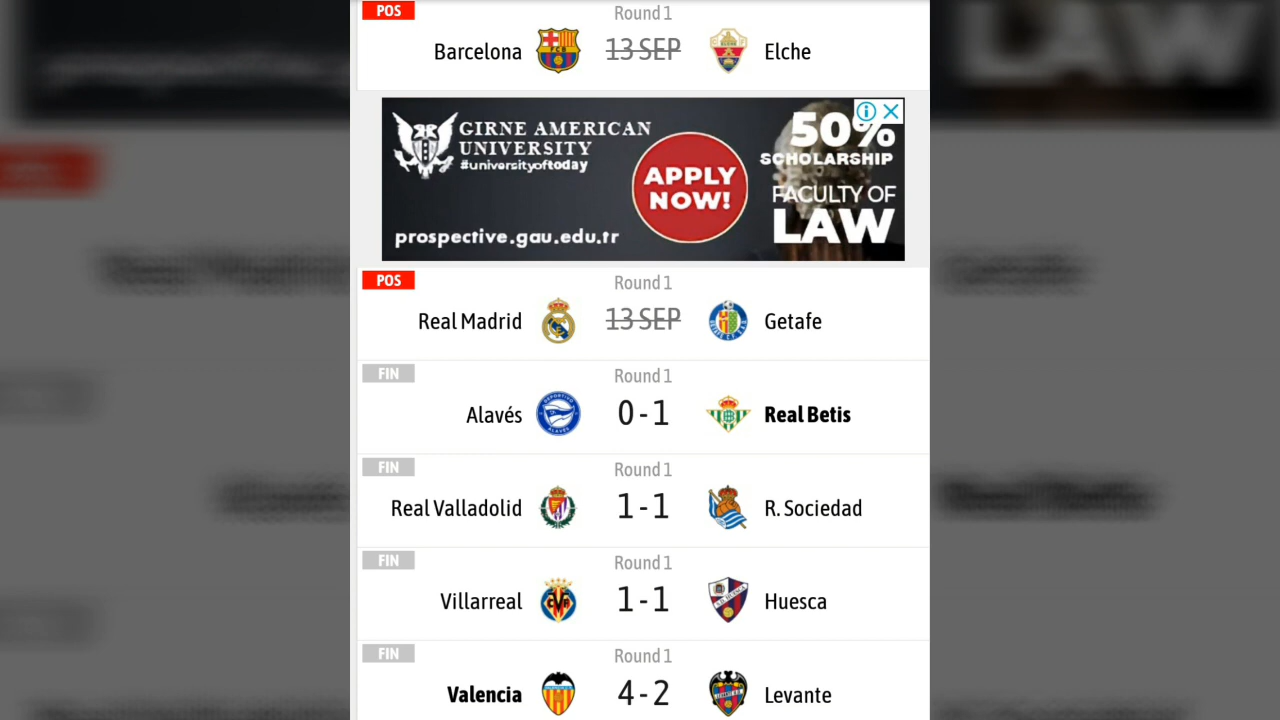 POS
Round 1
Barcelona 13 SEP Elche
GIRNE AMERICAN
UNIVERSITY
#universityoftoday
prospective.gau.edu.tr
APPLY
NOW!
50%
SCHOLARSHIP
FACULTY OF
LAW
POS
Round 1
Real Madrid 13 SEP Getafe
FIN
Round 1
Alavés 0 - 1 Real Betis
FIN
Round 1
Real Valladolid 1 - 1 R. Sociedad
FIN
Round 1
Villarreal 1 - 1 Huesca
FIN
Round 1
Valencia 4 - 2 Levante